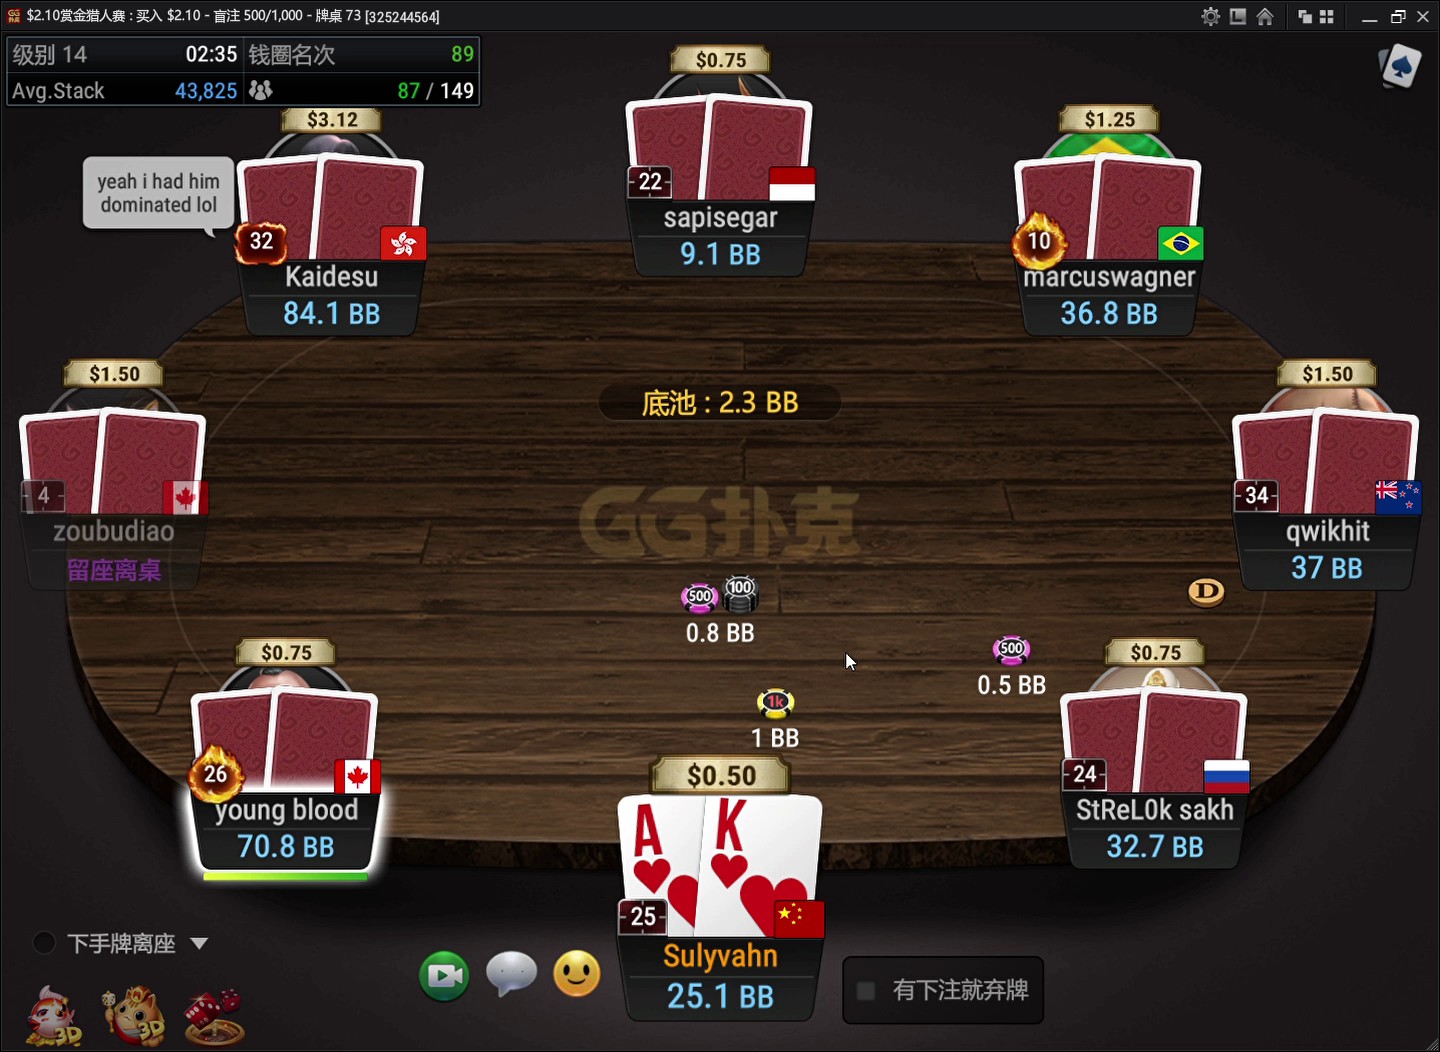 $2.10赏金猎人赛 : 买入 $2.10 - 盲注 500/1,000 - 牌桌 73 [325244564]
级别 14 02:35 钱圈名次 89
Avg.Stack 43,825 87 / 149
$0.75
22
sapisegar
9.1 BB
$3.12
yeah i had him
dominated lol
32
Kaidesu
84.1 BB
$1.25
10
marcuswagner
36.8 BB
$1.50
4
zoubudiao
留座离桌
底池 : 2.3 BB
$1.50
34
qwikhit
37 BB
GG扑克
D
500 100
0.8 BB
500
0.5 BB
1k
1 BB
$0.75
26
young blood
70.8 BB
$0.75
24
StReL0k sakh
32.7 BB
$0.50
A K
25
Sulyvahn
25.1 BB
下手牌离座
有下注就弃牌
3D
3D